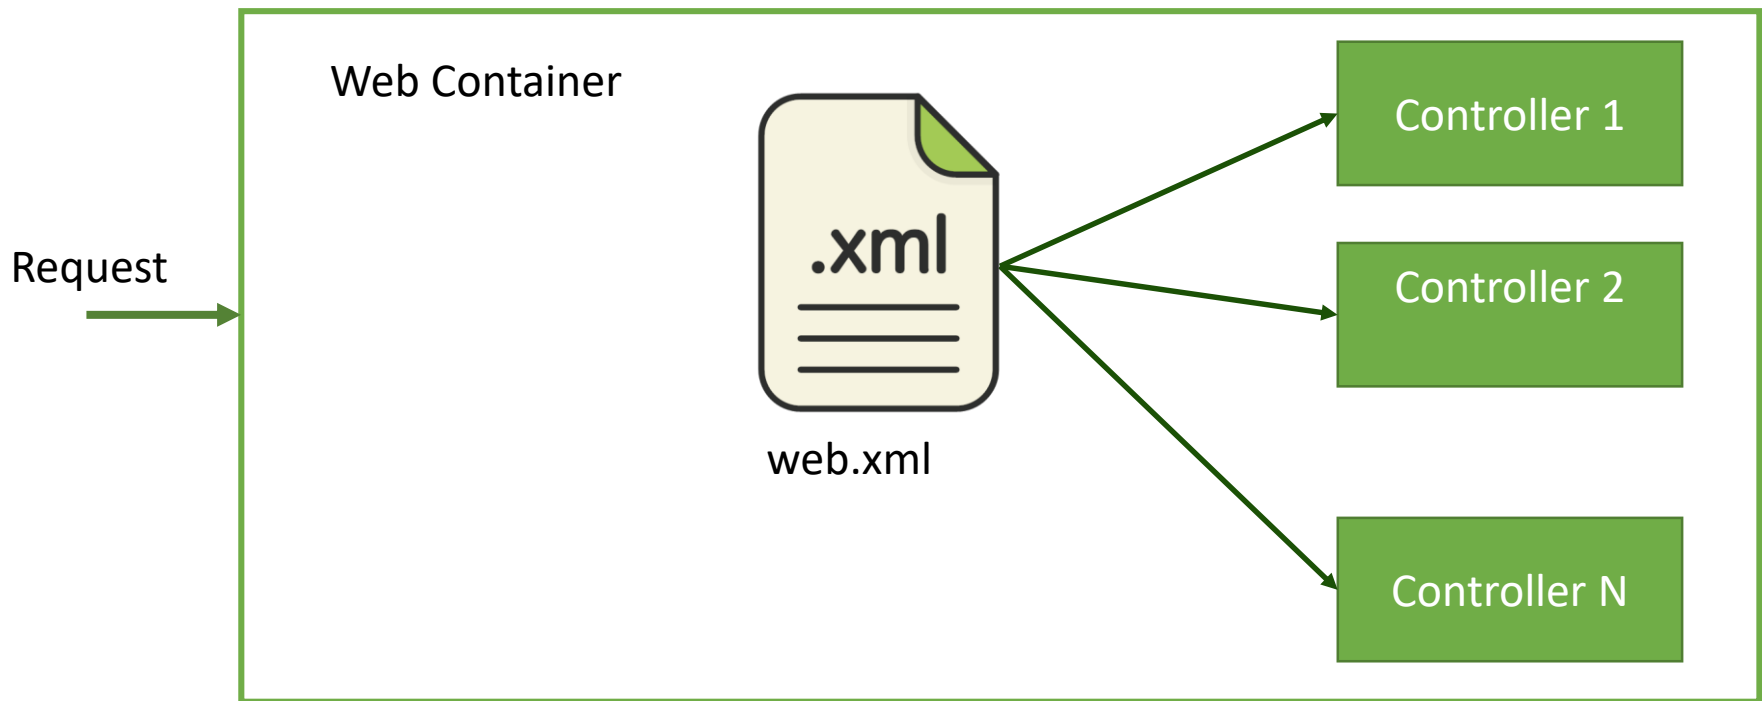 Web Container
Controller 1
.xml
Request
Controller 2
web.xml
Controller N